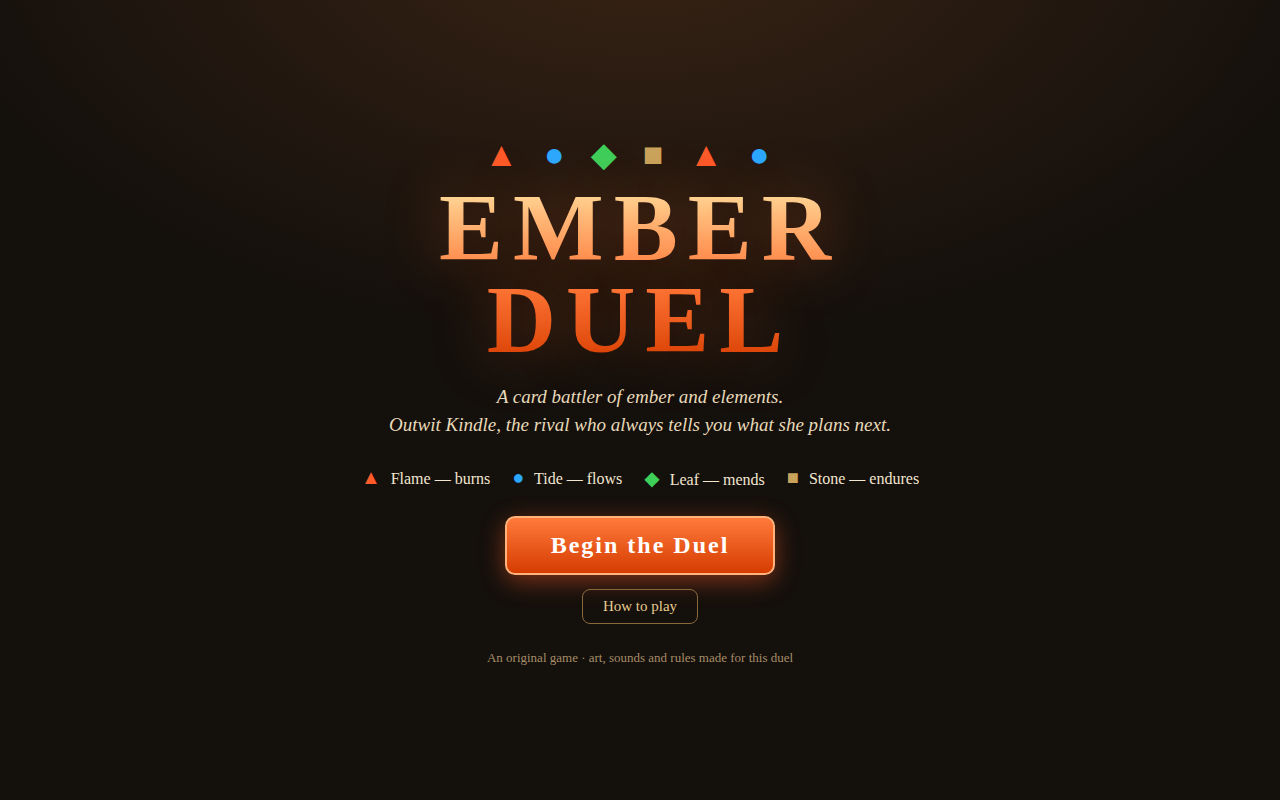 EMBER
DUEL
A card battler of ember and elements.
Outwit Kindle, the rival who always tells you what she plans next.
Flame — burns Tide — flows Leaf — mends Stone — endures
Begin the Duel
How to play
An original game · art, sounds and rules made for this duel